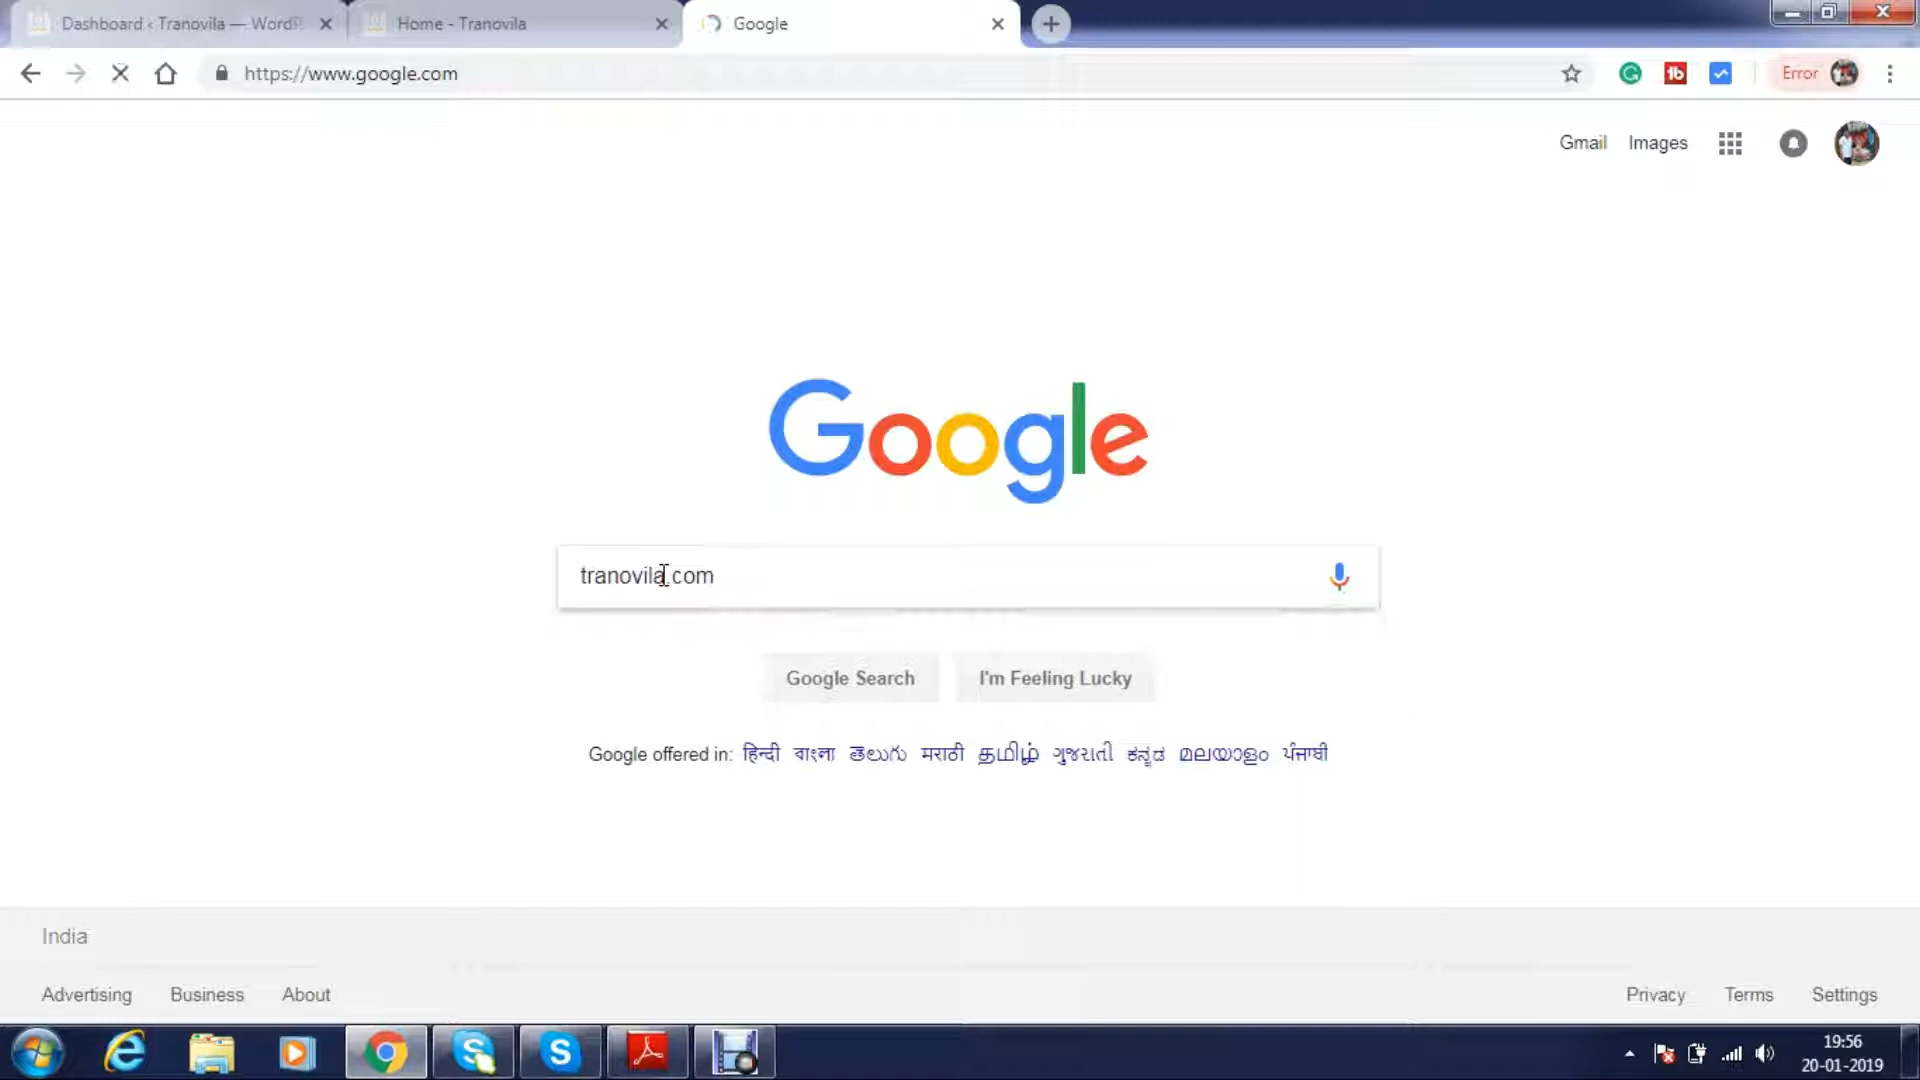 Dashboard ‹ Tranovila — WordP
Home - Tranovila
Google
https://www.google.com
Error
Gmail Images
Google
tranovila.com
Google Search I'm Feeling Lucky
Google offered in: हिन्दी বাংলা తెలుగు मराठी தமிழ் ગુજરાતી ಕನ್ನಡ മലയാളം ਪੰਜਾਬੀ
India
Advertising Business About
Privacy Terms Settings
19:56
20-01-2019